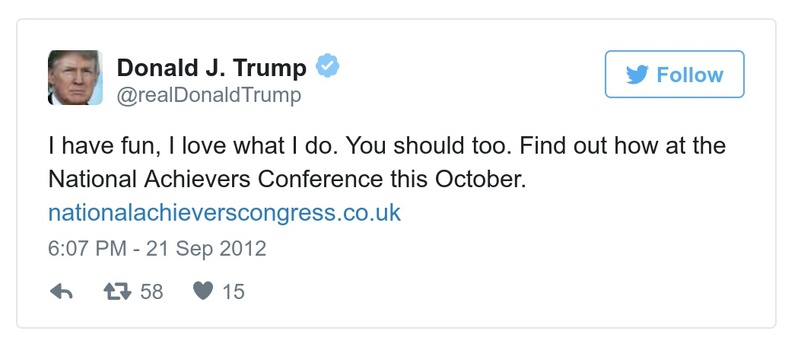 Donald J. Trump
@realDonaldTrump
Follow
I have fun, I love what I do. You should too. Find out how at the
National Achievers Conference this October.
nationalachieverscongress.co.uk
6:07 PM - 21 Sep 2012
58 15